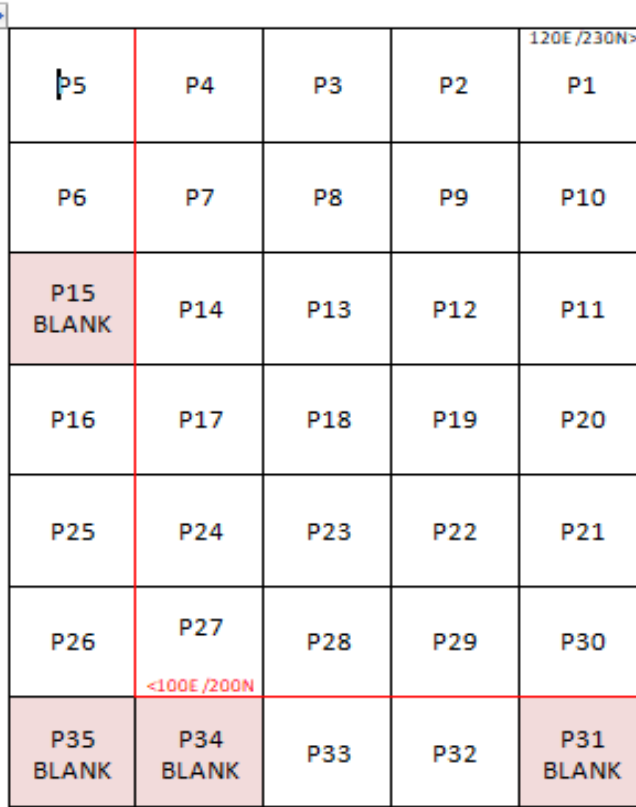 120E/230N>
P5 P4 P3 P2 P1
P6 P7 P8 P9 P10
P15 BLANK P14 P13 P12 P11
P16 P17 P18 P19 P20
P25 P24 P23 P22 P21
P26 P27 P28 P29 P30
<100E/200N
P35 BLANK P34 BLANK P33 P32 P31 BLANK